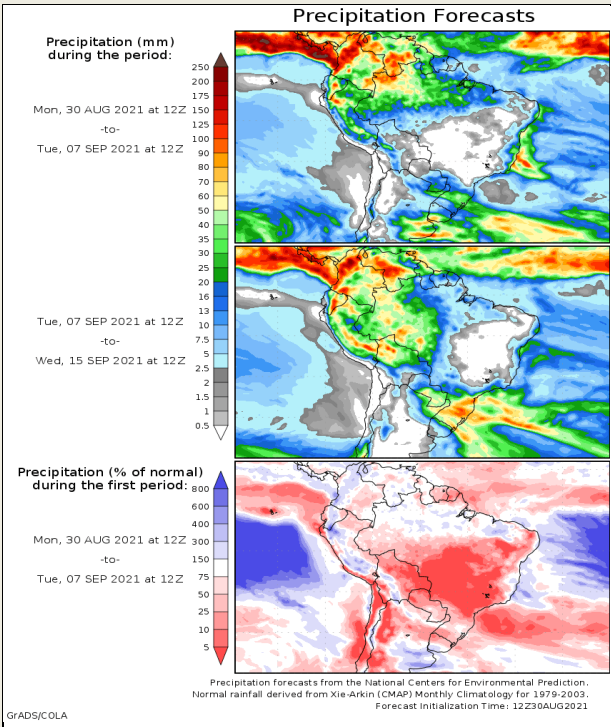 Precipitation Forecasts
Precipitation (mm)
during the period:
250
200
175
150
125
100
90
80
70
60
50
40
35
30
25
20
16
13
10
7.5
5
2.5
2
1.5
1
0.5
Mon, 30 AUG 2021 at 12Z
-to-
Tue, 07 SEP 2021 at 12Z
Tue, 07 SEP 2021 at 12Z
-to-
Wed, 15 SEP 2021 at 12Z
Precipitation (% of normal)
during the first period:
800
600
400
300
150
75
50
25
10
5
Mon, 30 AUG 2021 at 12Z
-to-
Tue, 07 SEP 2021 at 12Z
Precipitation forecasts from the National Centers for Environmental Prediction.
Normal rainfall derived from Xie-Arkin (CMAP) Monthly Climatology for 1979-2003.
Forecast Initialization Time: 12Z30AUG2021
GrADS/COLA